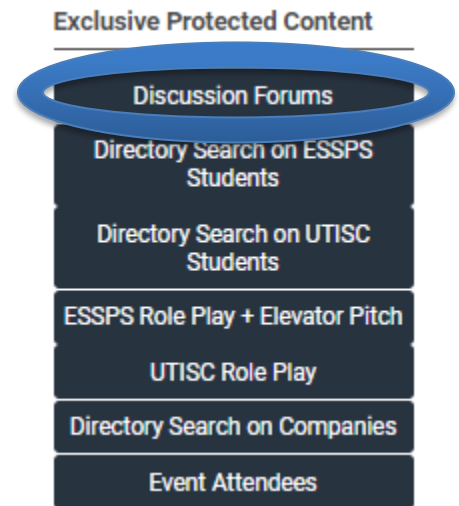 Exclusive Protected Content
Discussion Forums
Directory Search on ESSPS
Students
Directory Search on UTISC
Students
ESSPS Role Play + Elevator Pitch
UTISC Role Play
Directory Search on Companies
Event Attendees